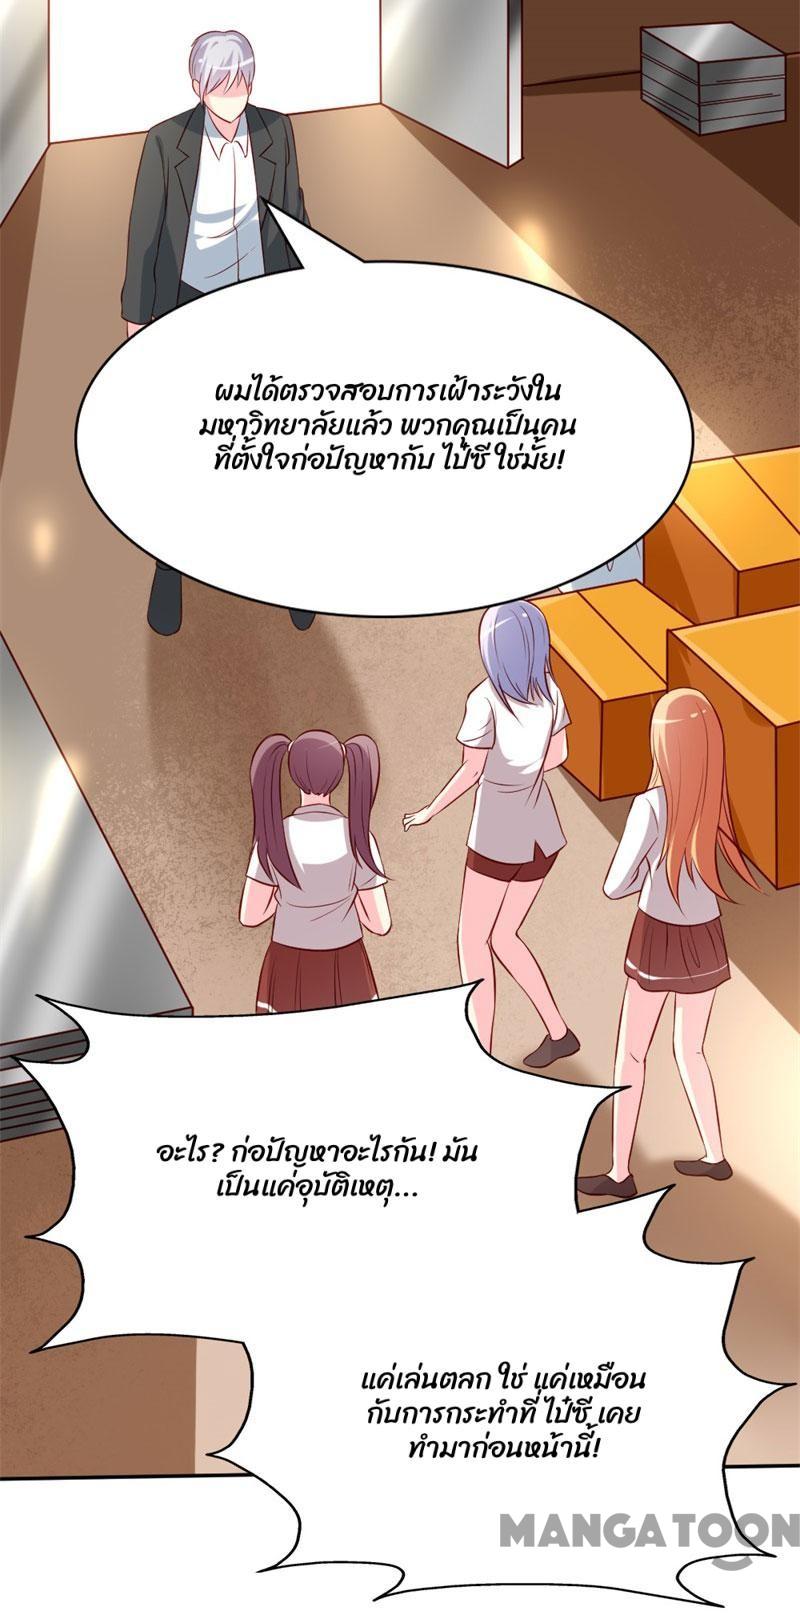 ผมได้ตรวจสอบการเฝ้าระวังใน
มหาวิทยาลัยแล้ว พวกคุณเป็นคน
ที่ตั้งใจก่อปัญหากับ ไป๋ซี ใช่มั้ย!
อะไร? ก่อปัญหาอะไรกัน! มัน
เป็นแค่อุบัติเหตุ...
แค่เล่นตลก ใช่ แค่เหมือน
กับการกระทำที่ ไป๋ซี เคย
ทำมาก่อนหน้านี้!
MANGATOON